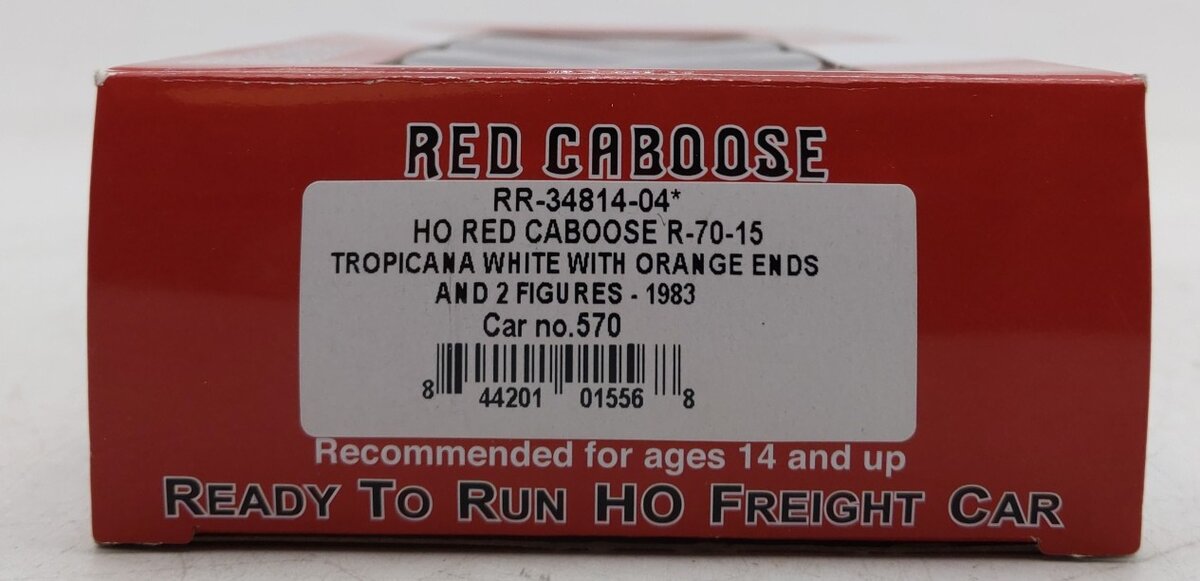 RED CABOOSE
RR-34814-04*
HO RED CABOOSE R-70-15
TROPICANA WHITE WITH ORANGE ENDS
AND 2 FIGURES - 1983
Car no.570
8 44201 01556 8
Recommended for ages 14 and up
READY TO RUN HO FREIGHT CAR